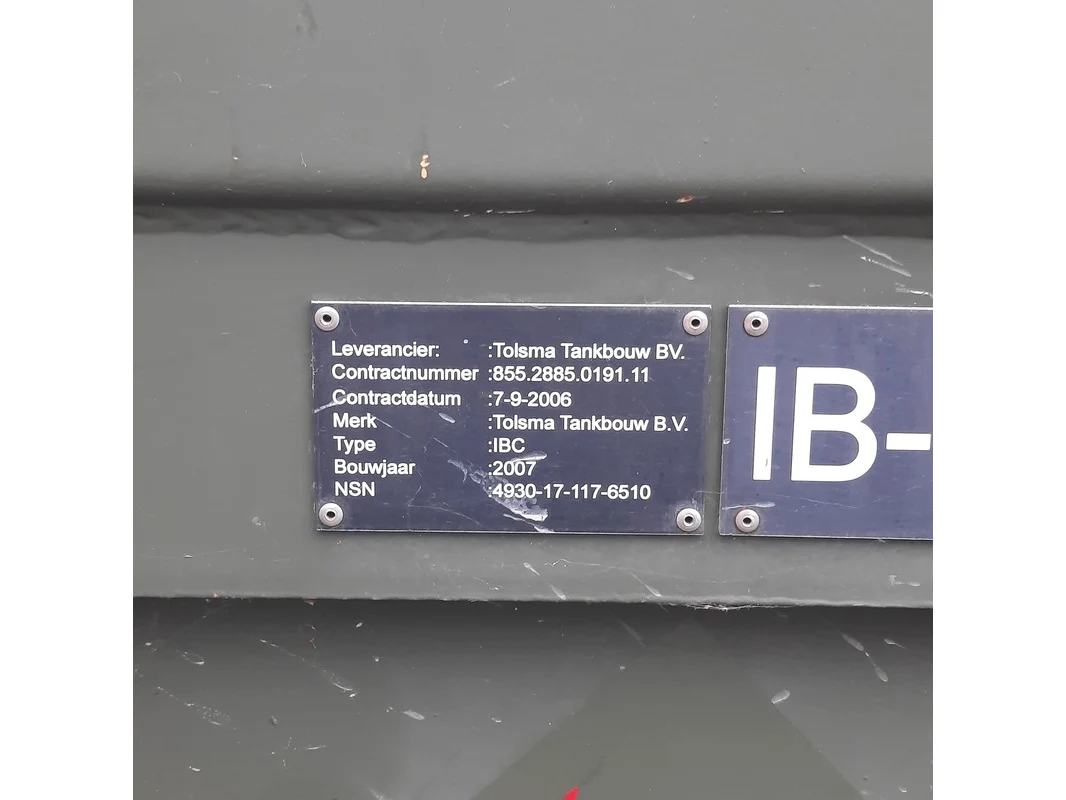 Leverancier: :Tolsma Tankbouw BV.
Contractnummer :855.2885.0191.11
Contractdatum :7-9-2006
Merk :Tolsma Tankbouw B.V.
Type :IBC
Bouwjaar :2007
NSN :4930-17-117-6510
IB-